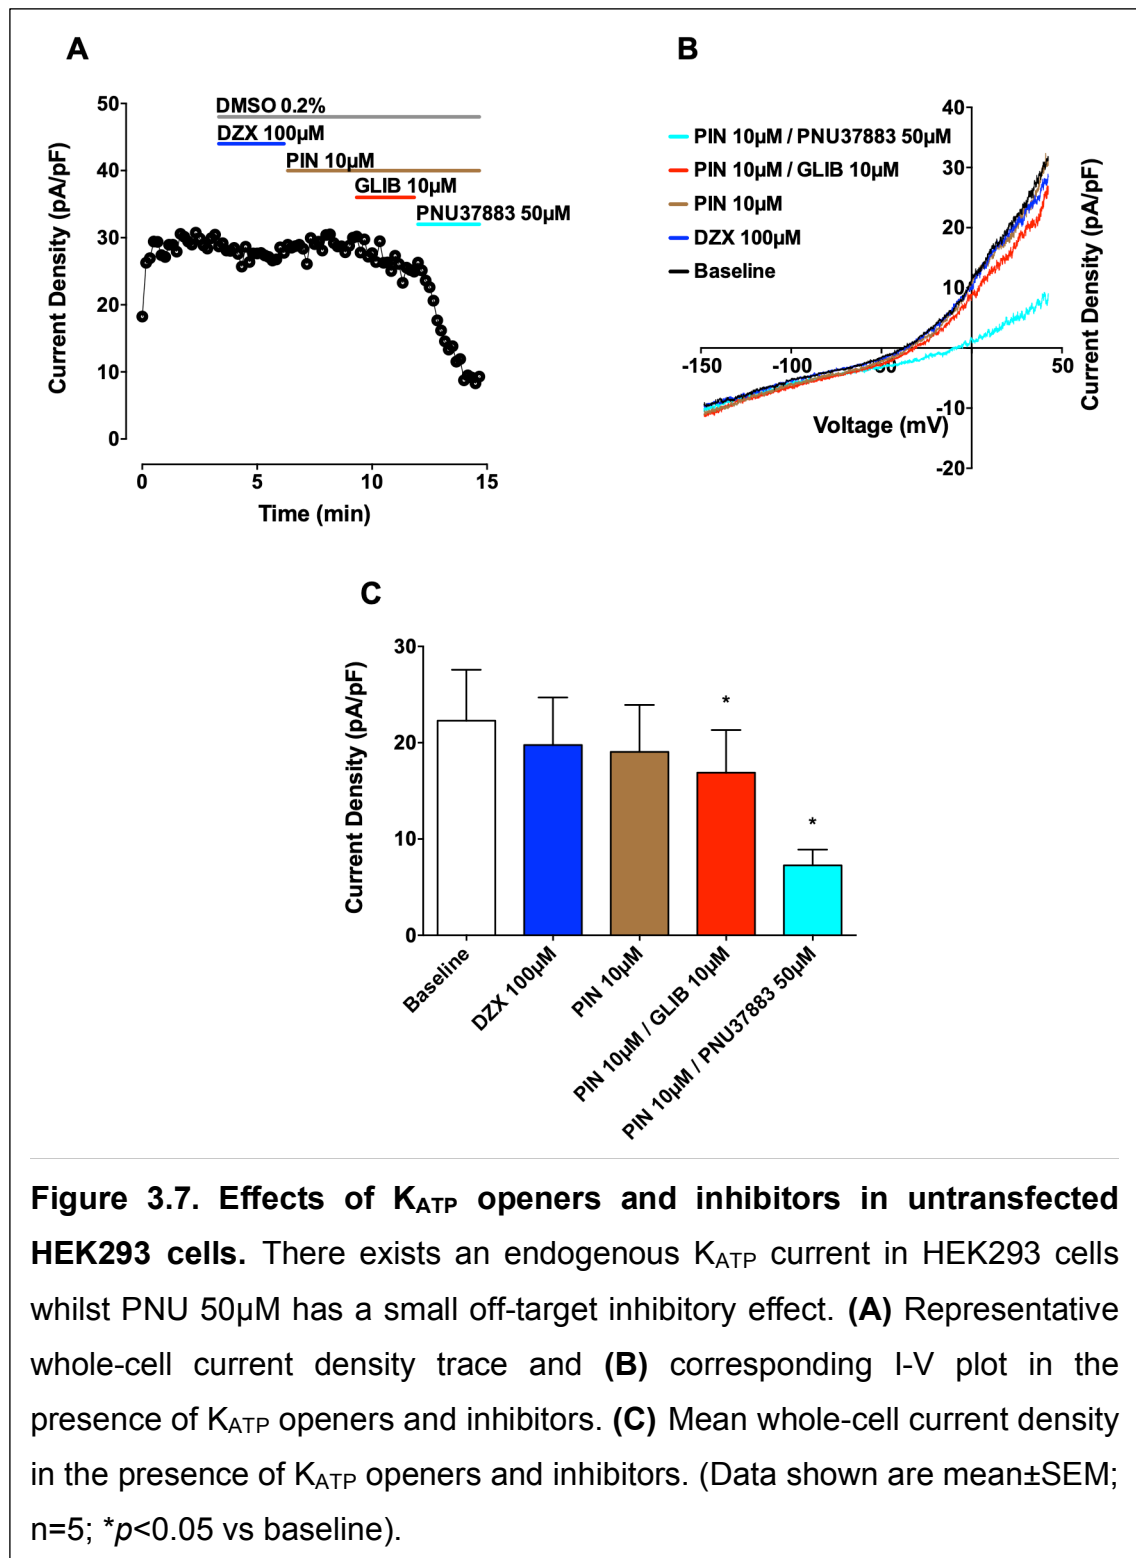 A
50
40
30
20
10
0
Current Density (pA/pF)
DMSO 0.2%
DZX 100µM
PIN 10µM
GLIB 10µM
PNU37883 50µM
0 5 10 15
Time (min)
B
PIN 10µM / PNU37883 50µM
PIN 10µM / GLIB 10µM
PIN 10µM
DZX 100µM
Baseline
40
30
20
10
-150 -100 -50 50
-10
-20
Voltage (mV)
Current Density (pA/pF)
C
30
20
10
0
Current Density (pA/pF)
*
*
Baseline
DZX 100µM
PIN 10µM
PIN 10µM / GLIB 10µM
PIN 10µM / PNU37883 50µM
Figure 3.7. Effects of KATP openers and inhibitors in untransfected
HEK293 cells. There exists an endogenous KATP current in HEK293 cells
whilst PNU 50µM has a small off-target inhibitory effect. (A) Representative
whole-cell current density trace and (B) corresponding I-V plot in the
presence of KATP openers and inhibitors. (C) Mean whole-cell current density
in the presence of KATP openers and inhibitors. (Data shown are mean±SEM;
n=5; *p<0.05 vs baseline).